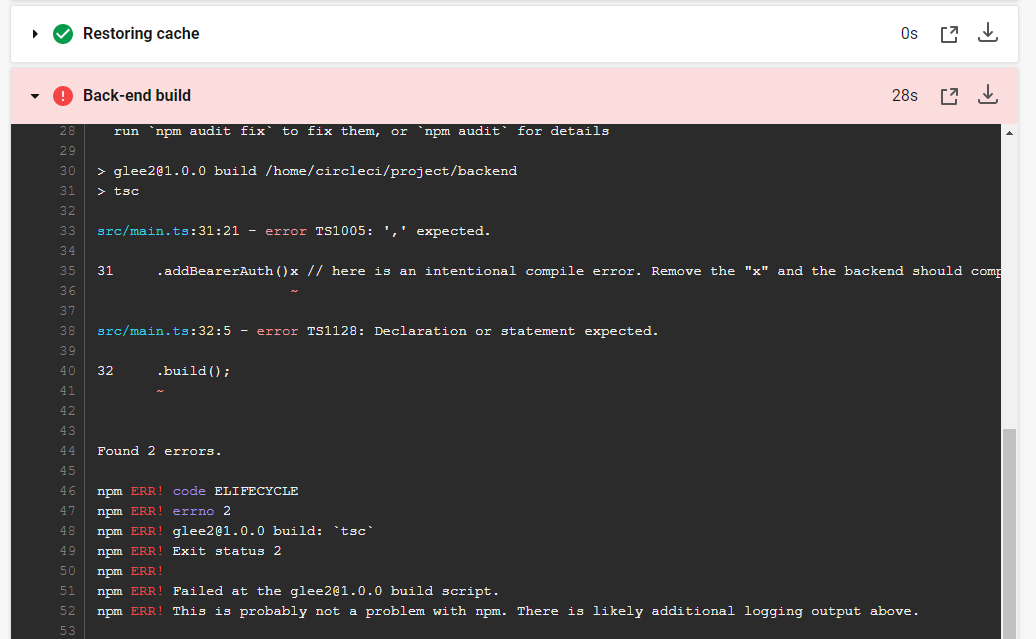 Restoring cache 0s
Back-end build 28s
28 run `npm audit fix` to fix them, or `npm audit` for details
29
30 > glee2@1.0.0 build /home/circleci/project/backend
31 > tsc
32
33 src/main.ts:31:21 - error TS1005: ',' expected.
34
35 31 .addBearerAuth()x // here is an intentional compile error. Remove the "x" and the backend should comp
36 ~
37
38 src/main.ts:32:5 - error TS1128: Declaration or statement expected.
39
40 32 .build();
41 ~
42
43
44 Found 2 errors.
45
46 npm ERR! code ELIFECYCLE
47 npm ERR! errno 2
48 npm ERR! glee2@1.0.0 build: `tsc`
49 npm ERR! Exit status 2
50 npm ERR!
51 npm ERR! Failed at the glee2@1.0.0 build script.
52 npm ERR! This is probably not a problem with npm. There is likely additional logging output above.
53